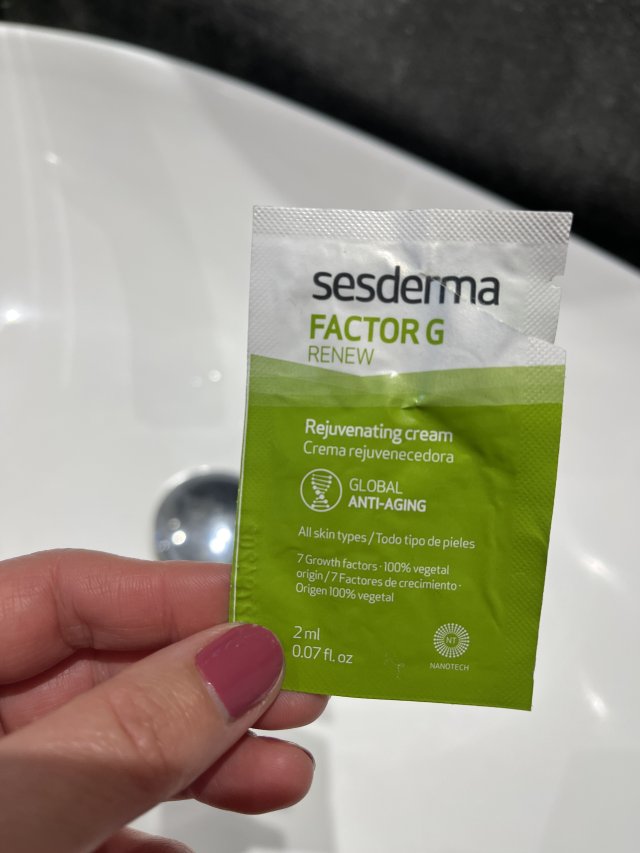 sesderma
FACTOR G
RENEW
Rejuvenating cream
Crema rejuvenecedora
GLOBAL
ANTI-AGING
All skin types / Todo tipo de pieles
7 Growth factors · 100% vegetal
origin / 7 Factores de crecimiento ·
Origen 100% vegetal
2 ml
0.07 fl. oz
NT
NANOTECH